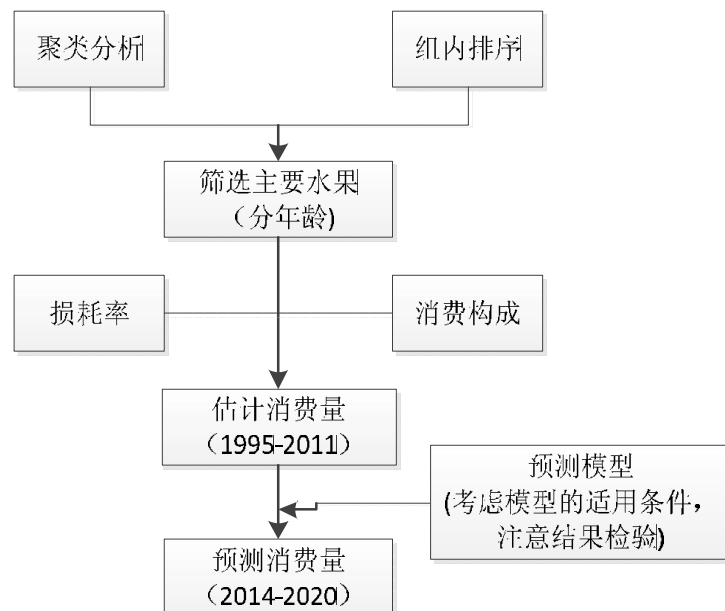 聚类分析
组内排序
筛选主要水果
（分年龄)
损耗率
消费构成
估计消费量
（1995-2011）
预测模型
(考虑模型的适用条件，
注意结果检验)
预测消费量
（2014-2020）